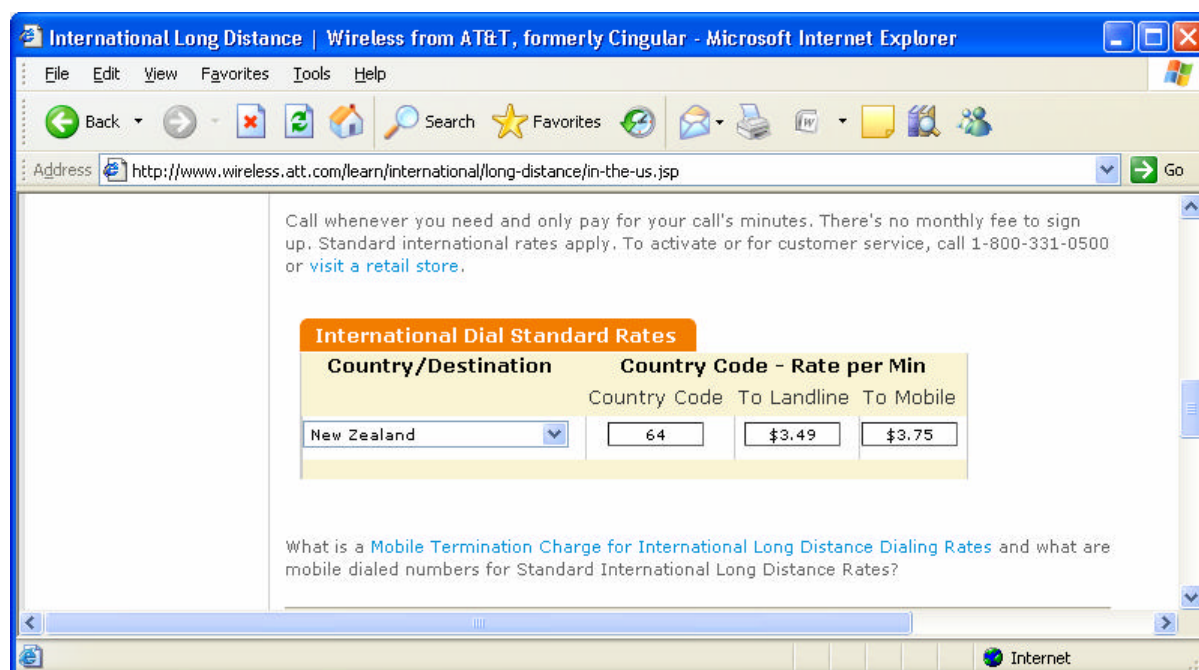 International Long Distance | Wireless from AT&T, formerly Cingular - Microsoft Internet Explorer
File Edit View Favorites Tools Help
Back Search Favorites
Address http://www.wireless.att.com/learn/international/long-distance/in-the-us.jsp Go
Call whenever you need and only pay for your call's minutes. There's no monthly fee to sign
up. Standard international rates apply. To activate or for customer service, call 1-800-331-0500
or visit a retail store.
International Dial Standard Rates
Country/Destination Country Code - Rate per Min
Country Code To Landline To Mobile
New Zealand 64 $3.49 $3.75
What is a Mobile Termination Charge for International Long Distance Dialing Rates and what are
mobile dialed numbers for Standard International Long Distance Rates?
Internet